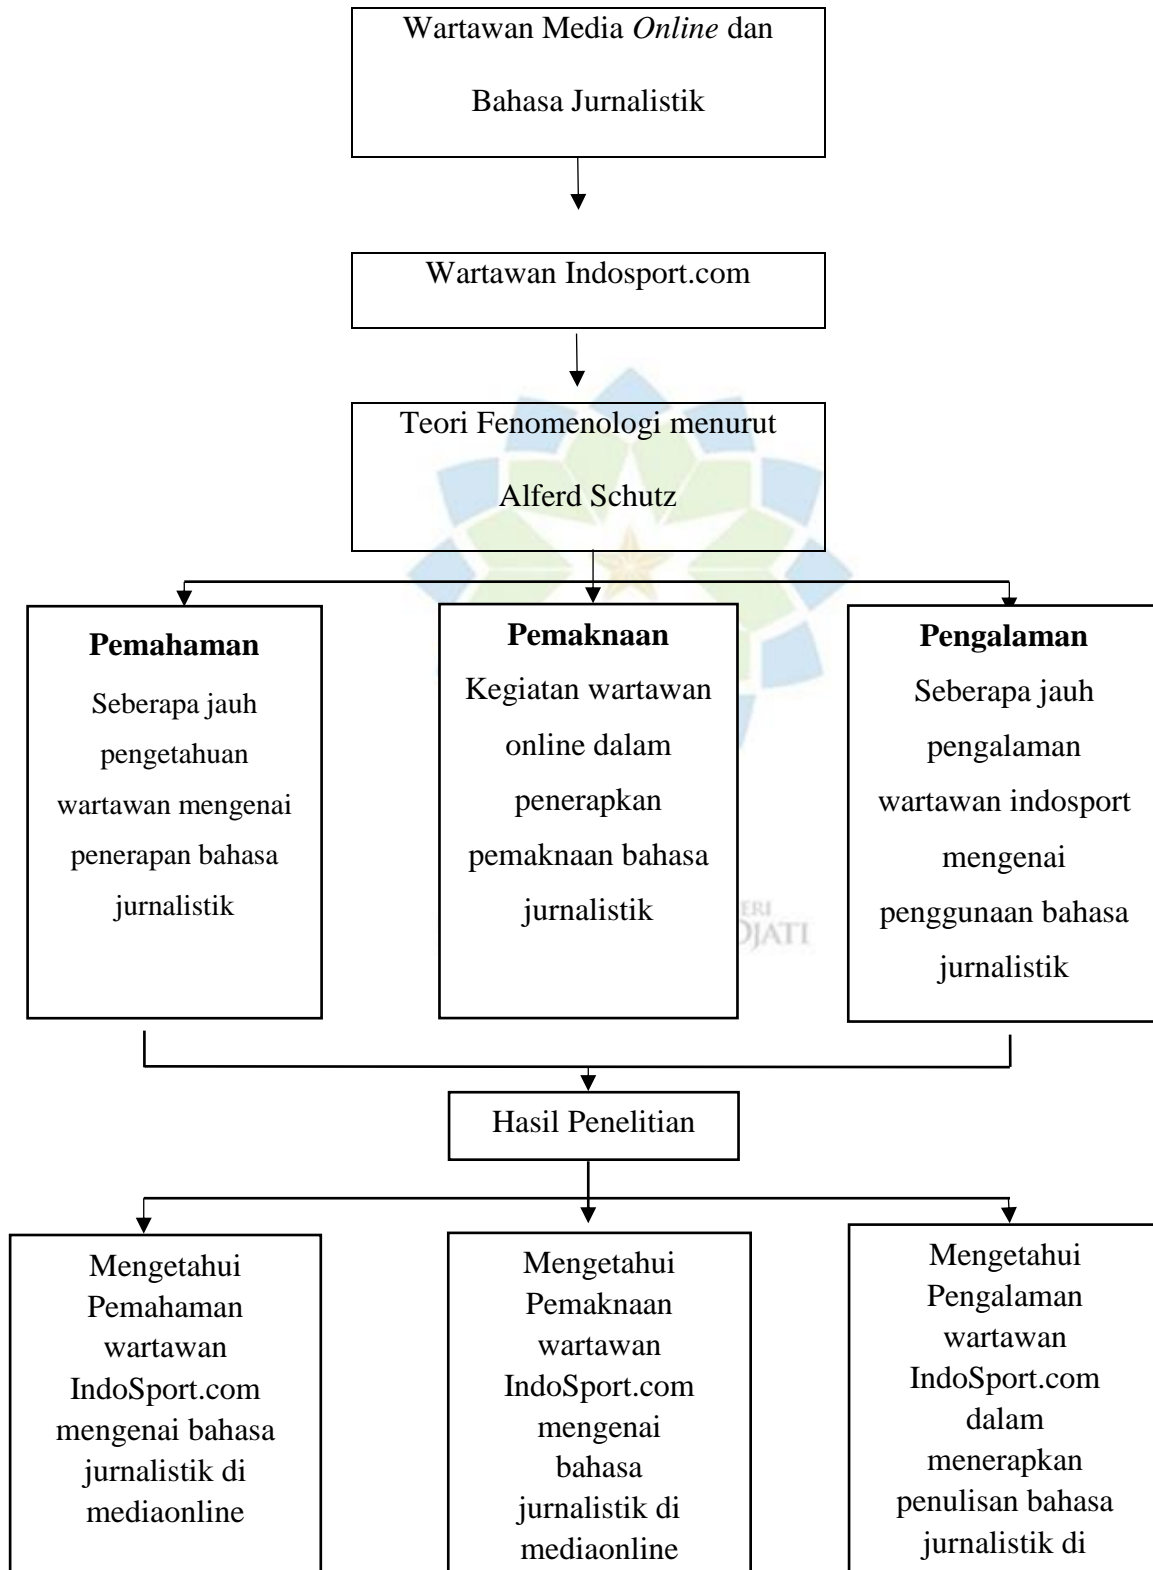 Wartawan Media Online dan
Bahasa Jurnalistik
Wartawan Indosport.com
Teori Fenomenologi menurut
Alferd Schutz
Pemahaman
Seberapa jauh
pengetahuan
wartawan mengenai
penerapan bahasa
jurnalistik
Pemaknaan
Kegiatan wartawan
online dalam
penerapkan
pemaknaan bahasa
jurnalistik
Pengalaman
Seberapa jauh
pengalaman
wartawan indosport
mengenai
penggunaan bahasa
jurnalistik
ERI
DJATI
Hasil Penelitian
Mengetahui
Pemahaman
wartawan
IndoSport.com
mengenai bahasa
jurnalistik di
mediaonline
Mengetahui
Pemaknaan
wartawan
IndoSport.com
mengenai
bahasa
jurnalistik di
mediaonline
Mengetahui
Pengalaman
wartawan
IndoSport.com
dalam
menerapkan
penulisan bahasa
jurnalistik di